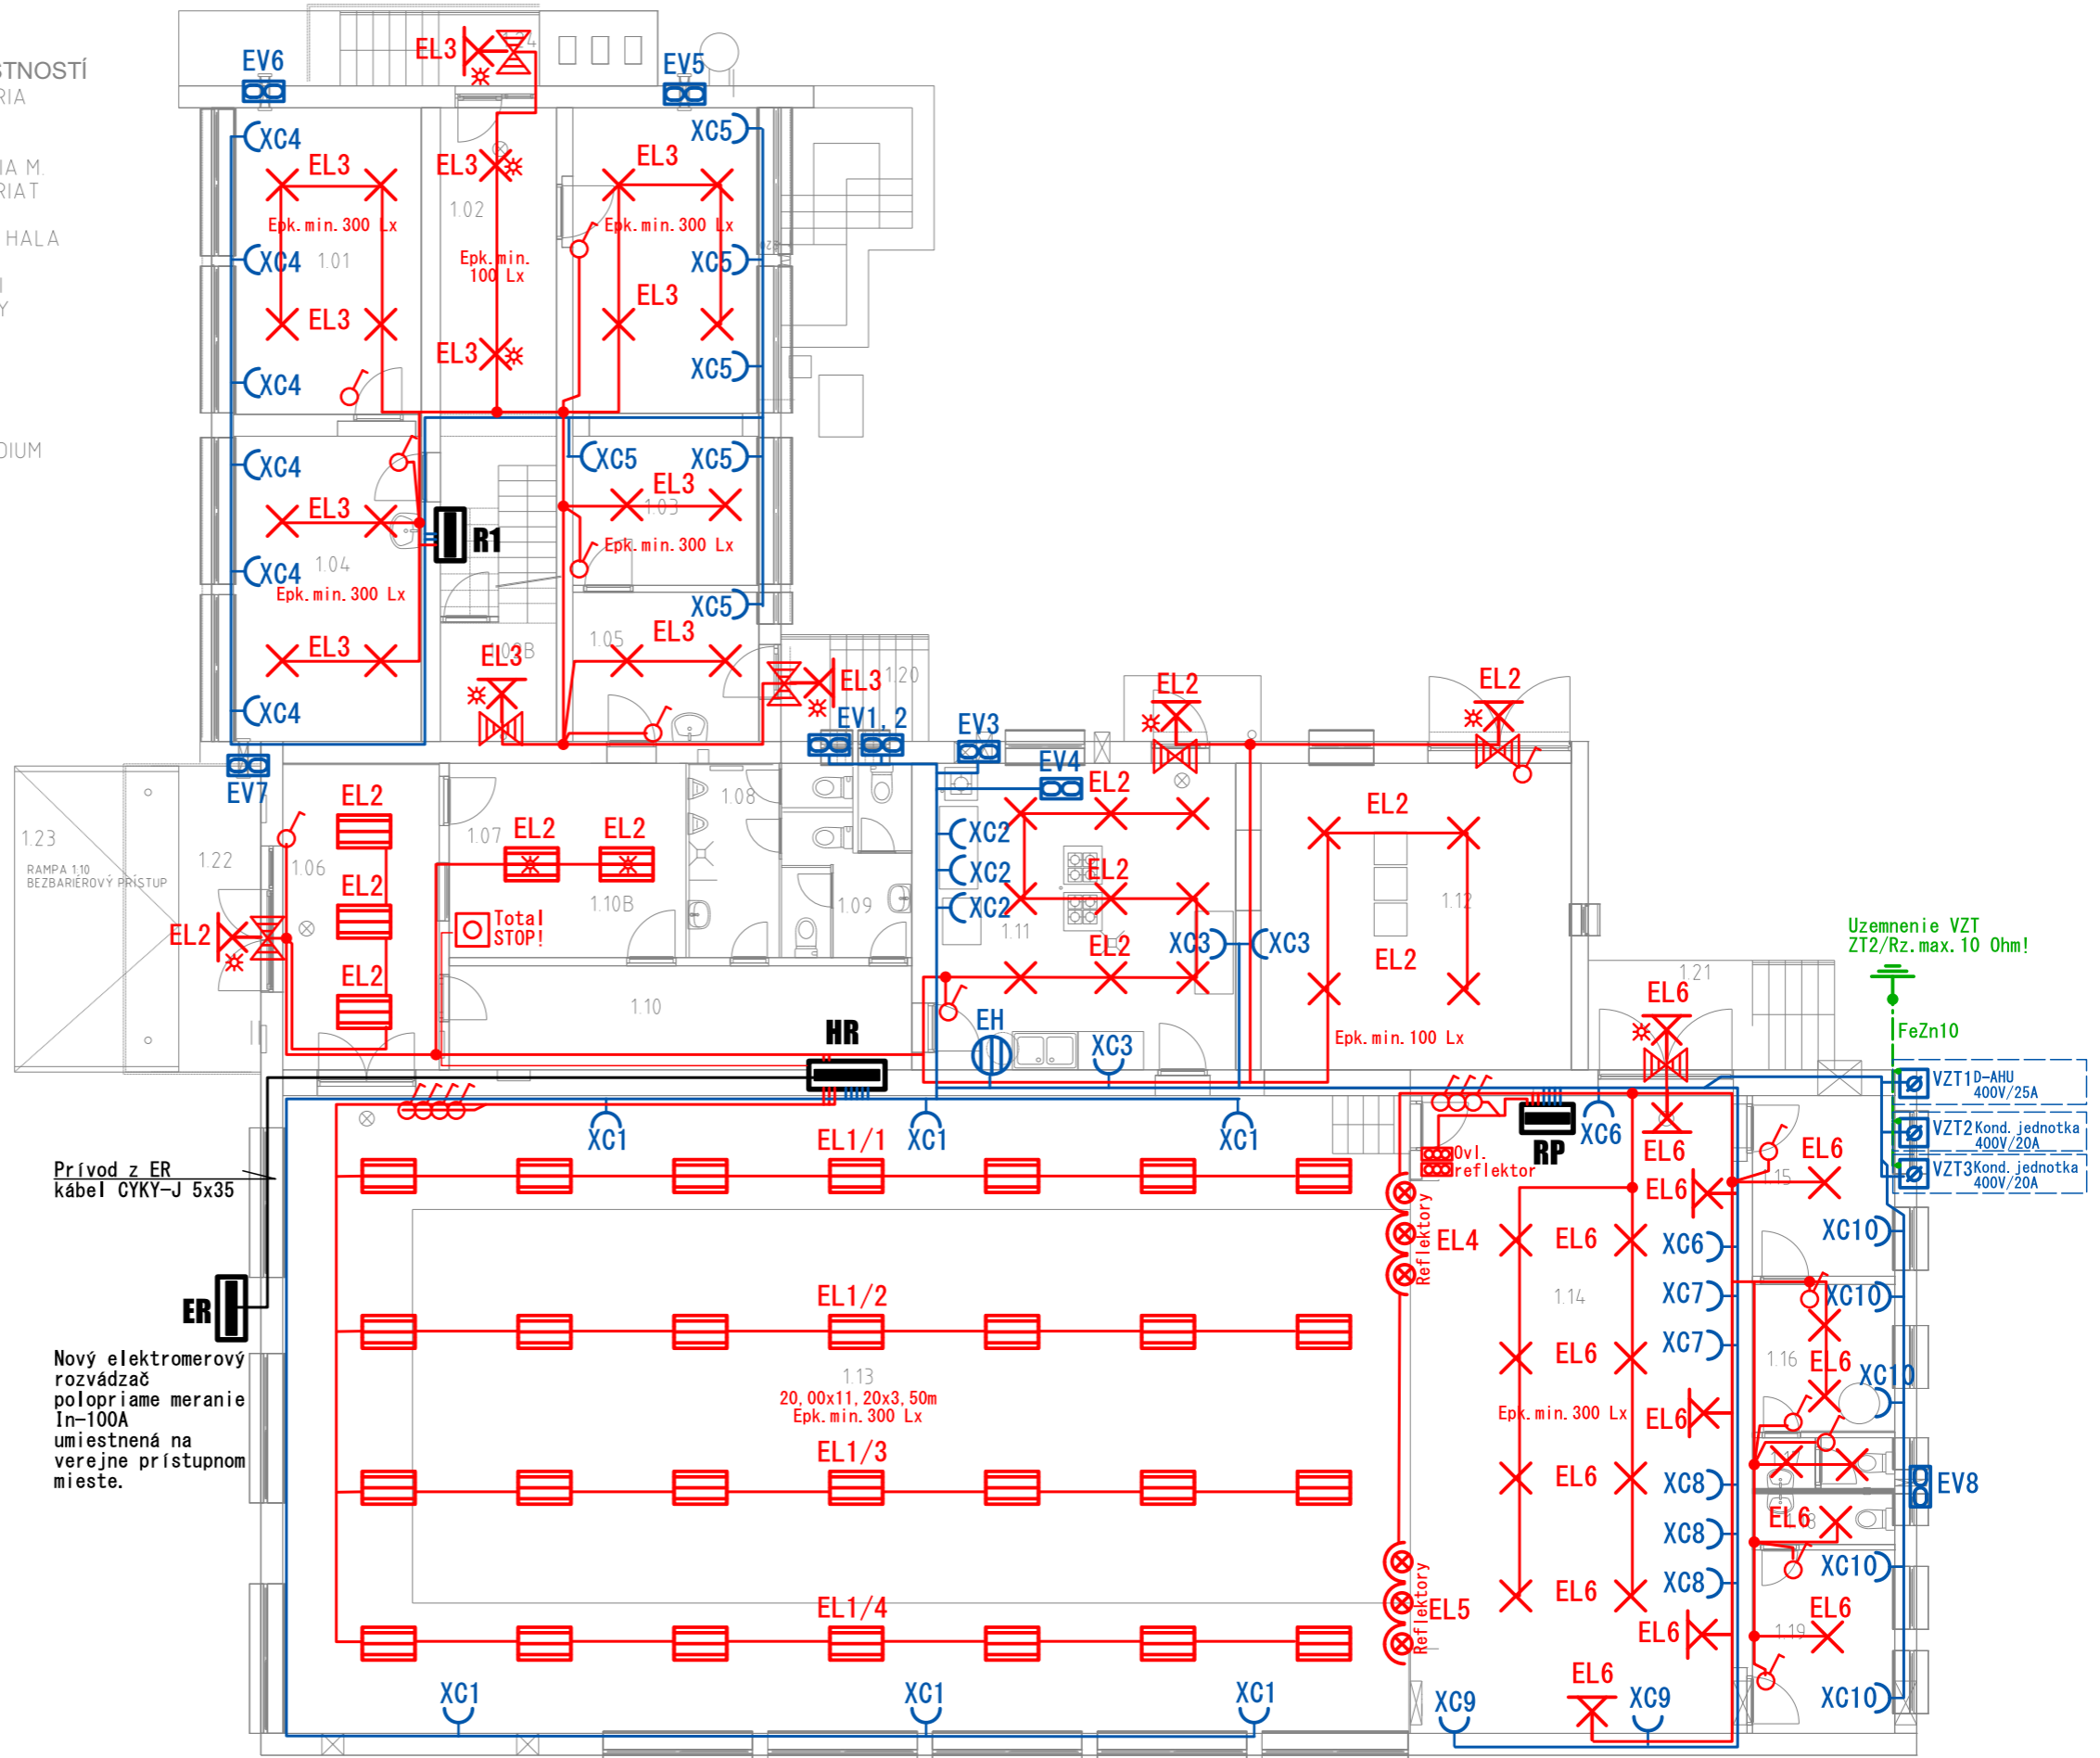 STNOSTÍ
RIA
IA M.
RIAT
HALA
I
Y
DIUM
EV6
EL3
1.24
EV5
XC4
EL3
EL3
EL3
XC5
1.02
Epk.min.300 Lx
Epk.min.300 Lx
XC4
1.01
Epk.min.
100 Lx
XC5
EL3
EL3
EL3
XC4
XC5
XC4
XC5
XC5
EL3
EL3
1.03
R1
Epk.min.300 Lx
XC4
1.04
Epk.min.300 Lx
XC5
EL3
1.05
EL3
EL3
1.02B
EL3
1.20
XC4
EV1,2
EV3
EL2
EL2
EV7
EV4
EL2
EL2
1.23
RAMPA 1:10
BEZBARIÉROVÝ PRÍSTUP
1.22
1.06
1.07
EL2
EL2
1.08
XC2
EL2
XC2
EL2
1.10B
1.09
XC2
1.11
1.12
EL2
Total
STOP!
EL2
XC3
XC3
EL2
EL2
Uzemnenie VZT
ZT2/Rz.max.10 Ohm!
1.21
EL6
1.10
HR
EH
XC3
Epk.min.100 Lx
FeZn10
VZT1 D-AHU
400V/25A
VZT2 Kond. jednotka
400V/20A
VZT3 Kond. jednotka
400V/20A
XC1
XC1
XC1
RP
XC6
EL6
EL6
EL1/1
Ovl.
reflektor
Prívod z ER
kábel CYKY-J 5x35
EL6
1.15
Reflektory
EL4
EL6
XC6
XC10
ER
EL1/2
1.14
XC7
XC10
Nový elektromerový
rozvádzač
polopriame meranie
In-100A
umiestnená na
verejne prístupnom
mieste.
EL6
XC7
1.16
EL6
XC10
1.13
20,00x11,20x3,50m
Epk.min.300 Lx
Epk.min.300 Lx
EL6
EL1/3
EL6
XC8
EV8
XC8
EL6
Reflektory
EL5
EL6
XC8
XC10
EL1/4
EL6
EL6
1.19
XC1
XC1
XC1
XC9
EL6
XC9
XC10